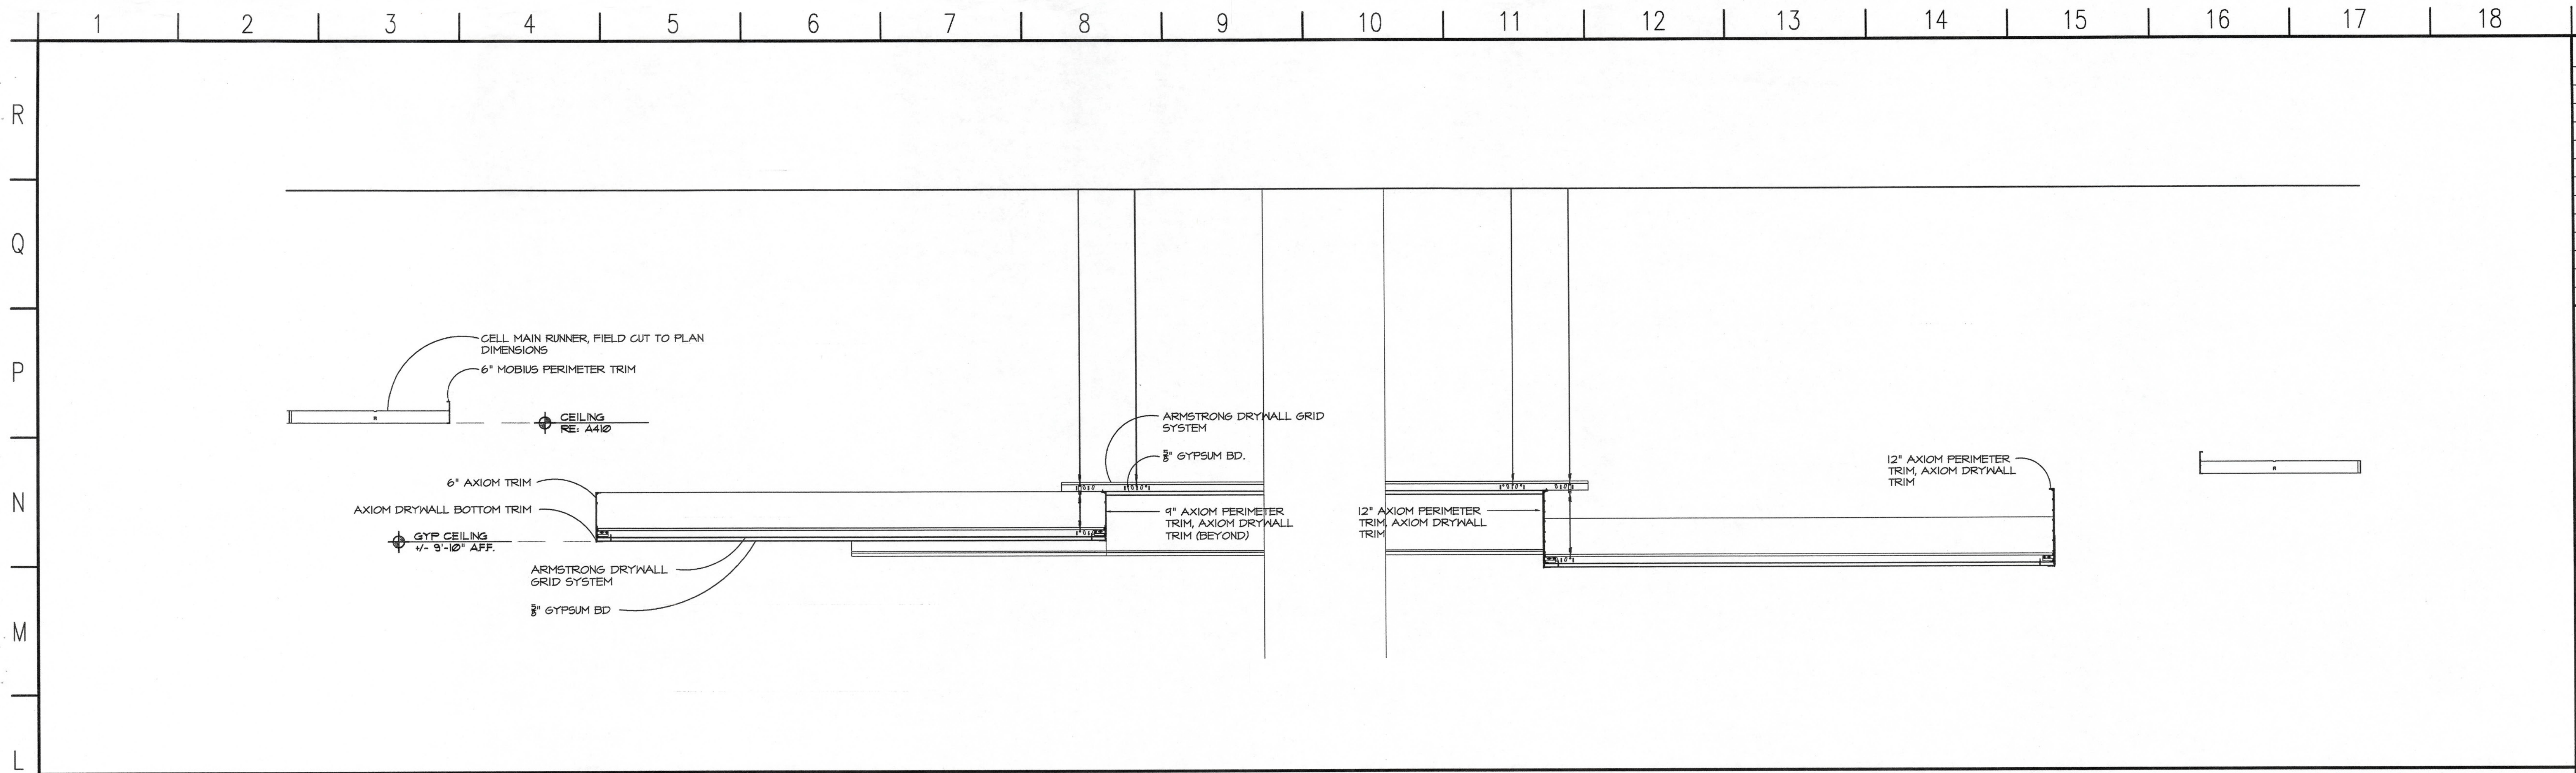 1 2 3 4 5 6 7 8 9 10 11 12 13 14 15 16 17 18
R
Q
P
N
M
L
CELL MAIN RUNNER, FIELD CUT TO PLAN
DIMENSIONS
6" MOBIUS PERIMETER TRIM
CEILING
RE: A410
ARMSTRONG DRYWALL GRID
SYSTEM
5/8" GYPSUM BD.
6" AXIOM TRIM
AXIOM DRYWALL BOTTOM TRIM
GYP CEILING
+/- 9'-10" A.F.F.
ARMSTRONG DRYWALL
GRID SYSTEM
5/8" GYPSUM BD
9" AXIOM PERIMETER
TRIM, AXIOM DRYWALL
TRIM (BEYOND)
12" AXIOM PERIMETER
TRIM, AXIOM DRYWALL
TRIM
12" AXIOM PERIMETER
TRIM, AXIOM DRYWALL
TRIM